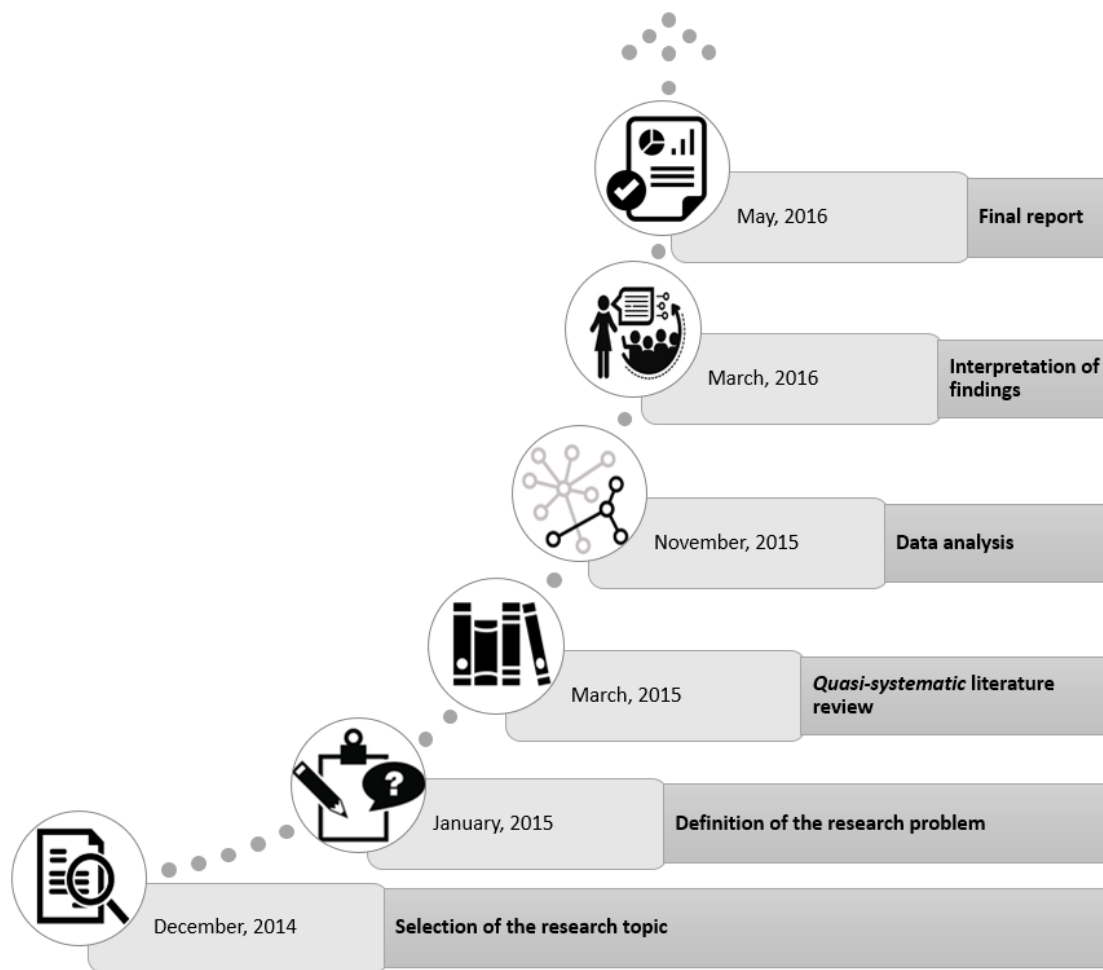 May, 2016
Final report
March, 2016
Interpretation of
findings
November, 2015
Data analysis
March, 2015
Quasi-systematic literature
review
?
January, 2015
Definition of the research problem
December, 2014
Selection of the research topic